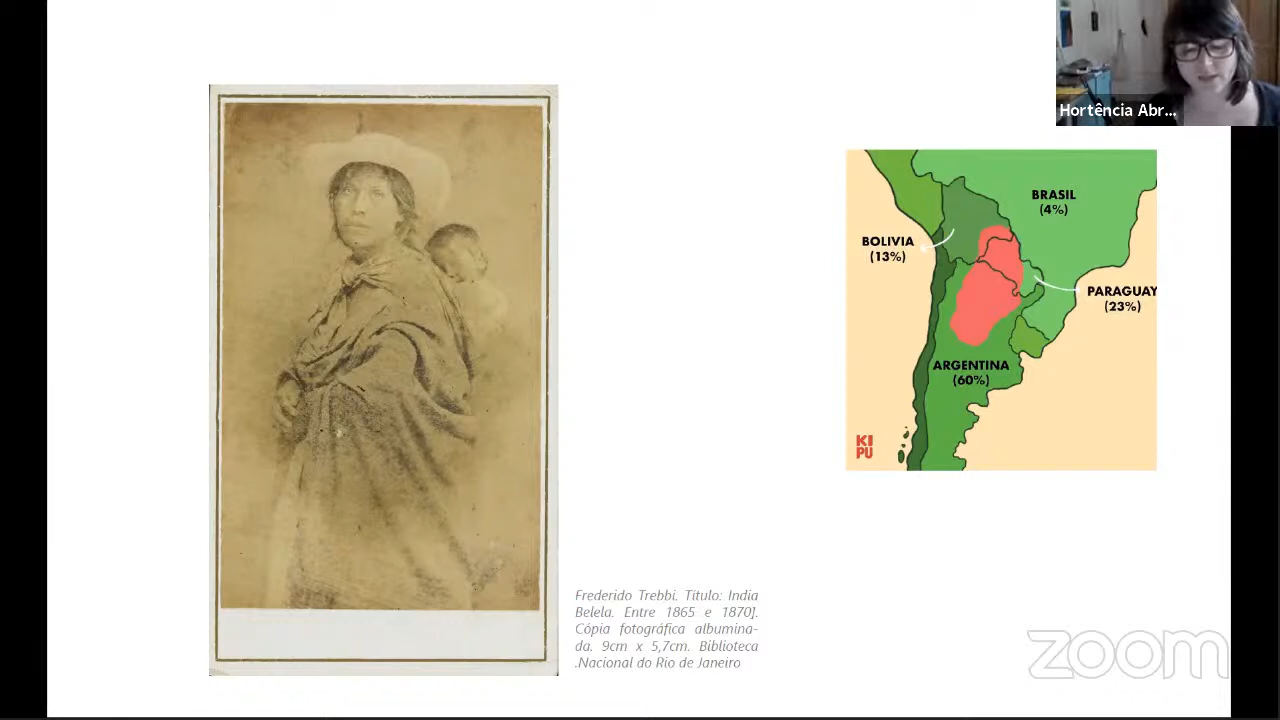 Hortência Abr...
BRASIL
(4%)
BOLIVIA
(13%)
PARAGUAY
(23%)
ARGENTINA
(60%)
KI
PU
Frederido Trebbi. Título: India
Belela. Entre 1865 e 1870].
Cópia fotográfica albumina-
da. 9cm x 5,7cm. Biblioteca
.Nacional do Rio de Janeiro
zoom